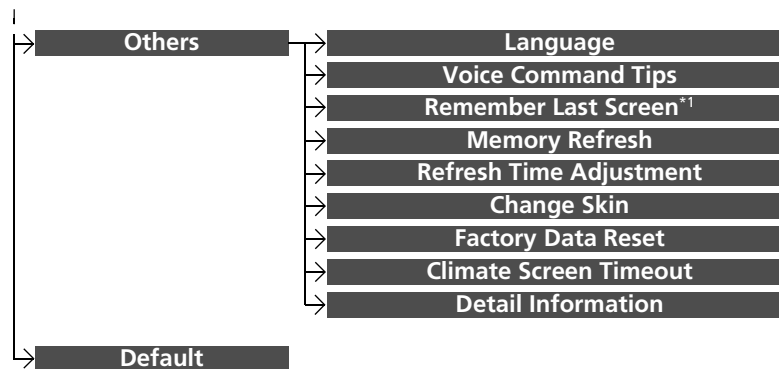 Others
Language
Voice Command Tips
Remember Last Screen*1
Memory Refresh
Refresh Time Adjustment
Change Skin
Factory Data Reset
Climate Screen Timeout
Detail Information
Default